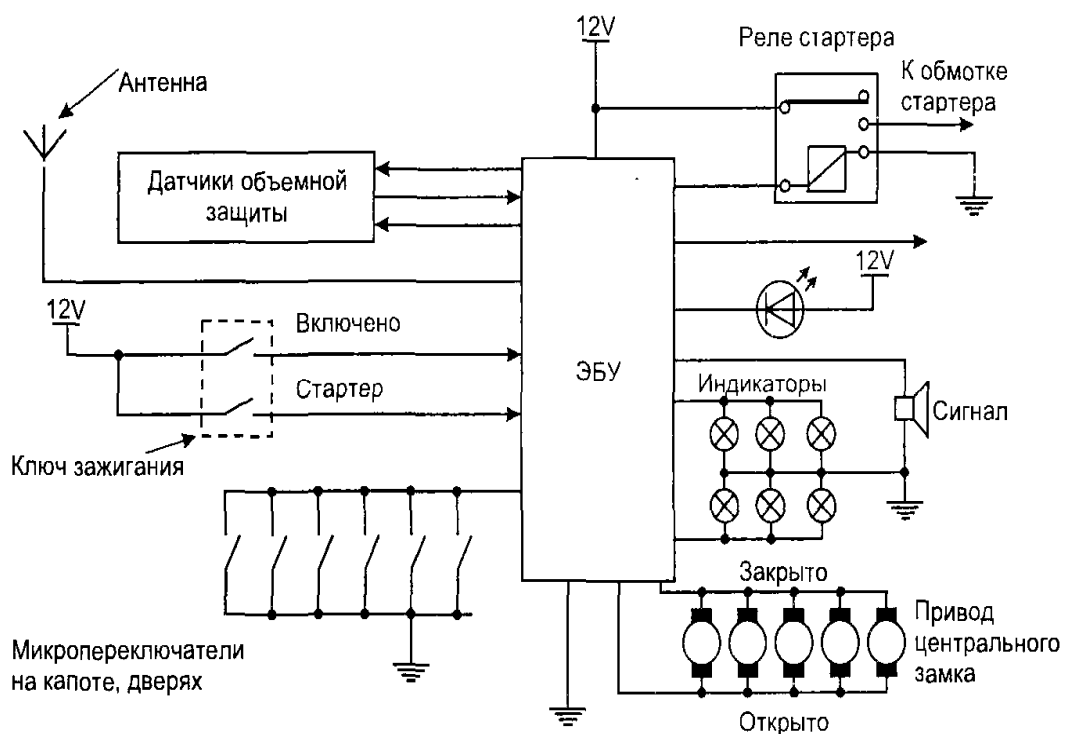 12V
Реле стартера
Антенна
К обмотке
стартера
Датчики объемной
защиты
12V
12V
Включено
ЭБУ
Стартер
Индикаторы
Сигнал
Ключ зажигания
Закрыто
Привод
центрального
замка
Микропереключатели
на капоте, дверях
Открыто